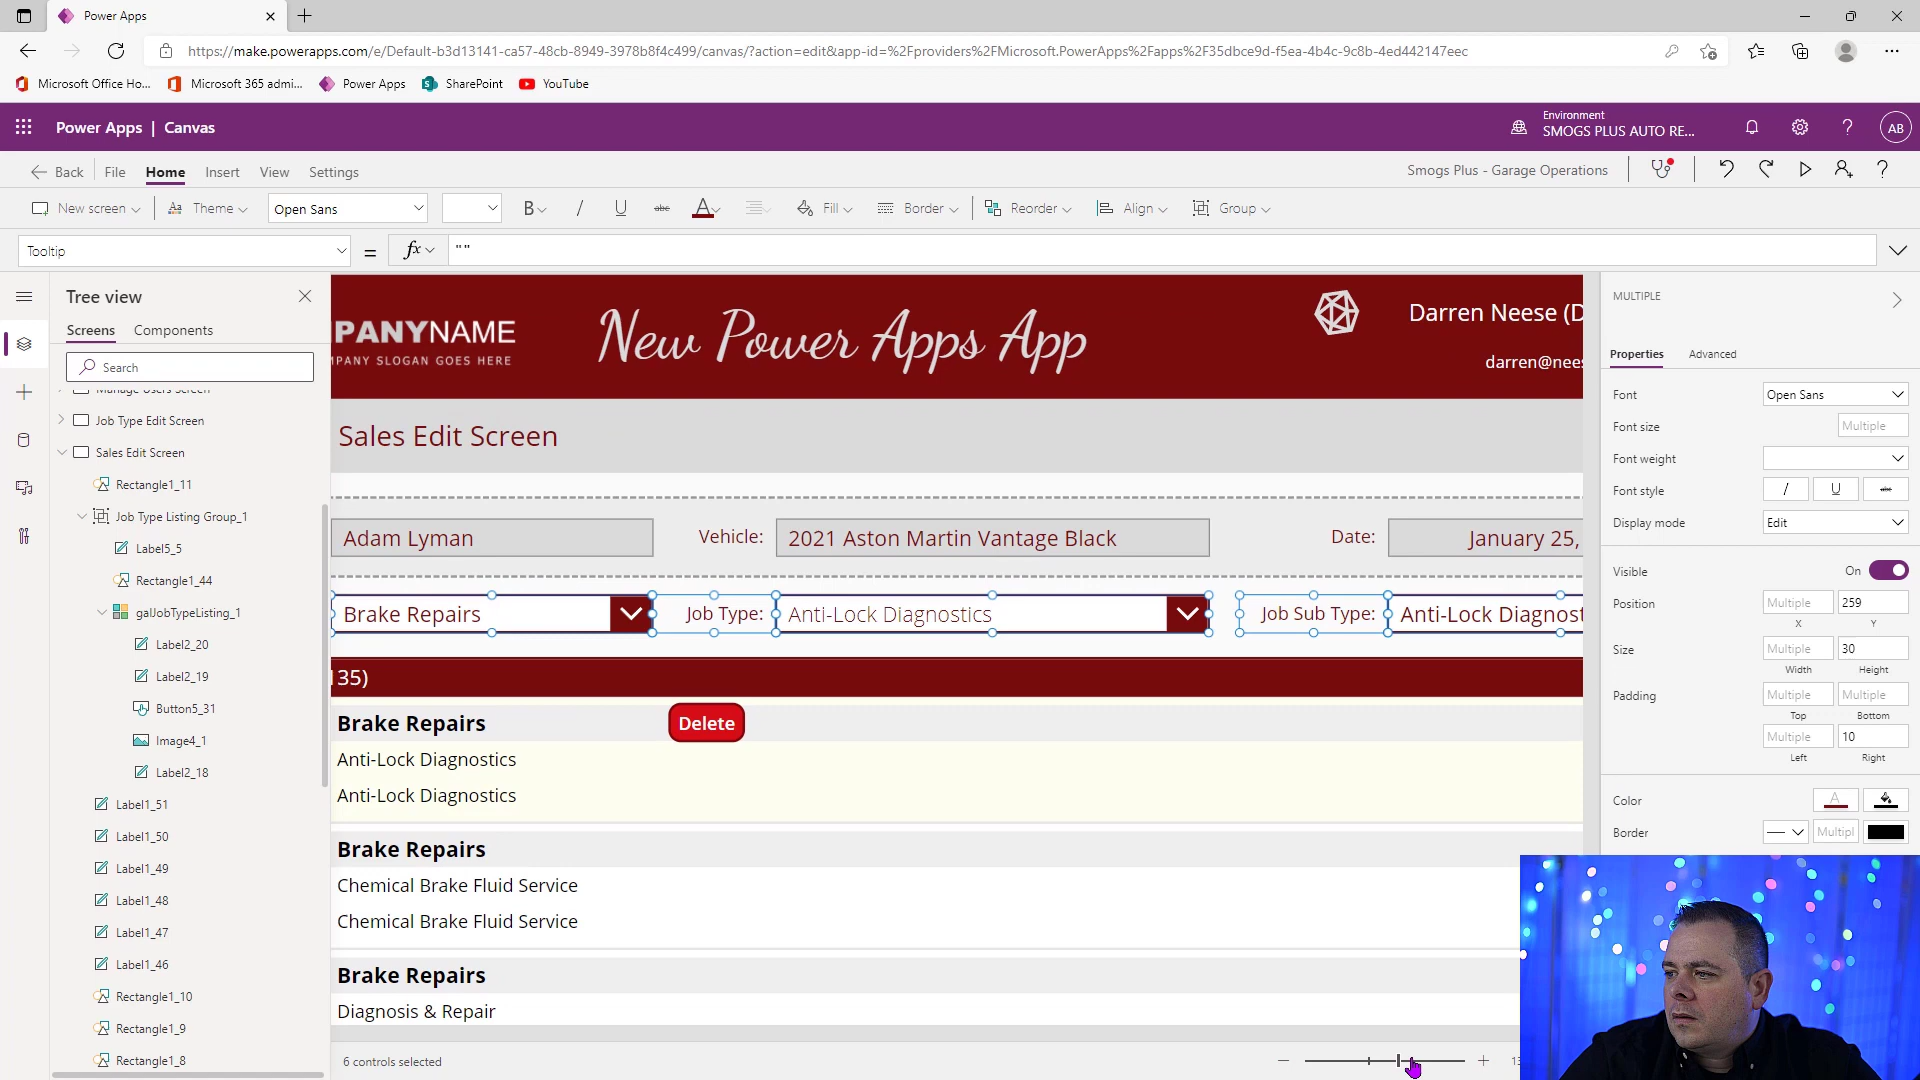 Power Apps
https://make.powerapps.com/e/Default-b3d13141-ca57-48cb-8949-3978b8f4c499/canvas/?action=edit&app-id=%2Fproviders%2FMicrosoft.PowerApps%2Fapps%2F35dbce9d-f5ea-4b4c-9c8b-4ed442147eec
Microsoft Office Ho... Microsoft 365 admi... Power Apps SharePoint YouTube
Power Apps | Canvas
Environment
SMOGS PLUS AUTO RE...
AB
Back File Home Insert View Settings
Smogs Plus - Garage Operations
New screen Theme Open Sans B / U abc A Fill Border Reorder Align Group
Tooltip = fx ""
Tree view
Screens Components
Search
Manage Users Screen
Job Type Edit Screen
Sales Edit Screen
Rectangle1_11
Job Type Listing Group_1
Label5_5
Rectangle1_44
galJobTypeListing_1
Label2_20
Label2_19
Button5_31
Image4_1
Label2_18
Label1_51
Label1_50
Label1_49
Label1_48
Label1_47
Label1_46
Rectangle1_10
Rectangle1_9
Rectangle1_8
PANYNAME
MPANY SLOGAN GOES HERE
New Power Apps App
Darren Neese (D
darren@nees
Sales Edit Screen
Adam Lyman Vehicle: 2021 Aston Martin Vantage Black Date: January 25,
Brake Repairs Job Type: Anti-Lock Diagnostics Job Sub Type: Anti-Lock Diagnost
35)
Brake Repairs Delete
Anti-Lock Diagnostics
Anti-Lock Diagnostics
Brake Repairs
Chemical Brake Fluid Service
Chemical Brake Fluid Service
Brake Repairs
Diagnosis & Repair
6 controls selected
MULTIPLE
Properties Advanced
Font Open Sans
Font size Multiple
Font weight
Font style / U abc
Display mode Edit
Visible On
Position Multiple 259
X Y
Size Multiple 30
Width Height
Padding Multiple Multiple
Top Bottom
Multiple 10
Left Right
Color A
Border Multipl